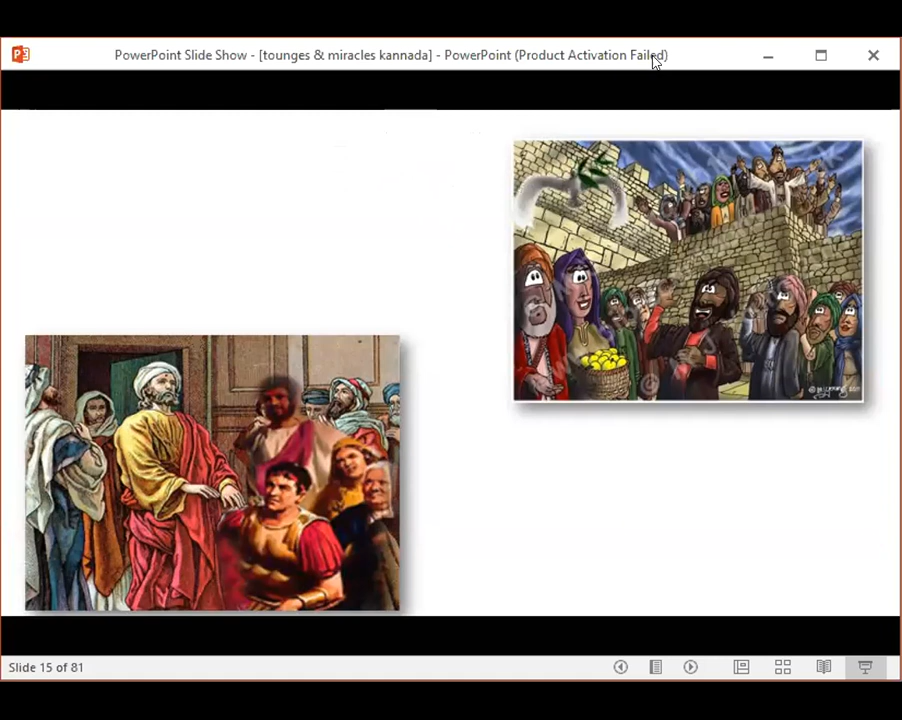 PowerPoint Slide Show - [tounges & miracles kannada] - PowerPoint (Product Activation Failed)
Slide 15 of 81